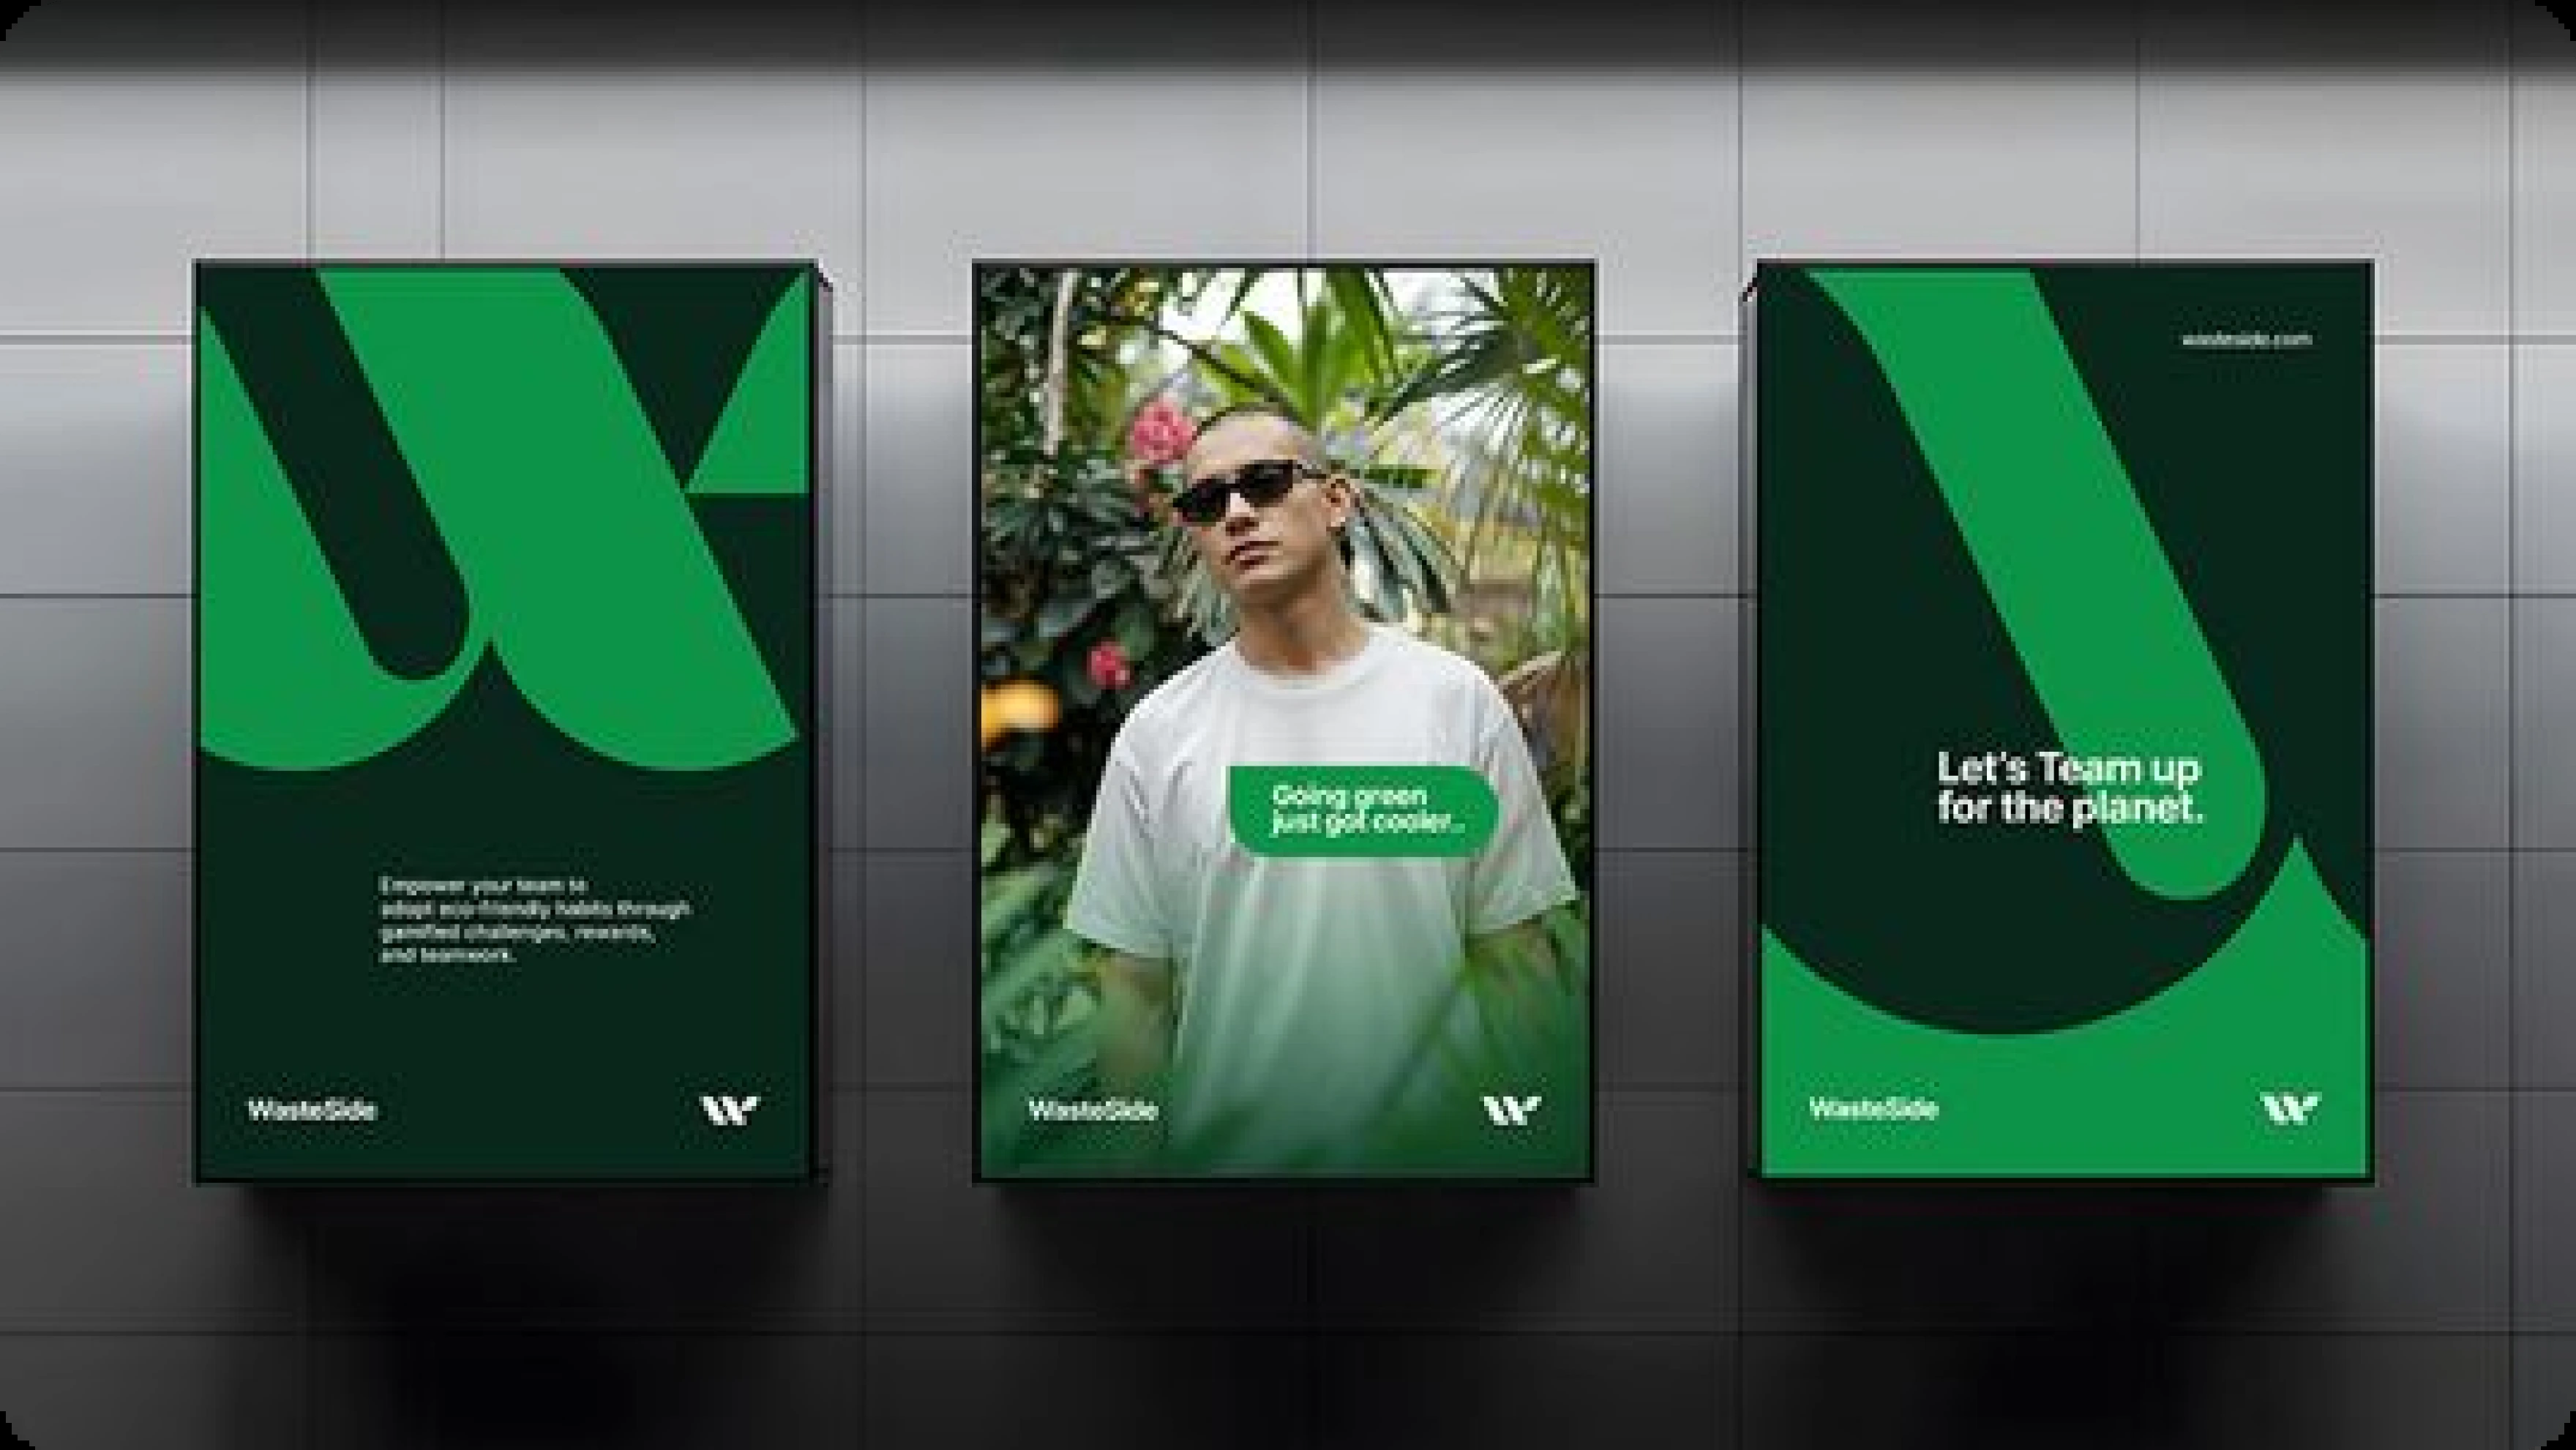 Empower your team to
adopt eco-friendly habits through
gamified challenges, rewards,
and teamwork.
WasteSide
W
Going green
just got cooler..
WasteSide
W
wasteside.com
Let's Team up
for the planet.
WasteSide
W